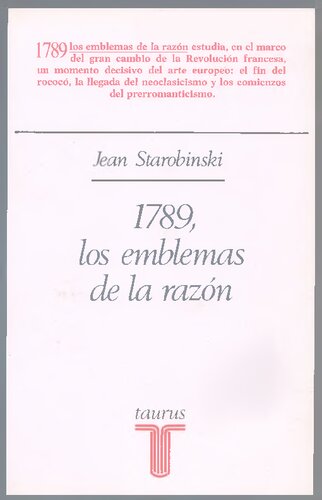 1789 los emblemas de la razón estudia, en el marco
del gran cambio de la Revolución francesa,
un momento decisivo del arte europeo: el fin del
rococó, la llegada del neoclasicismo y los comienzos
del prerromanticismo.
Jean Starobinski
1789,
los emblemas
de la razón
taurus